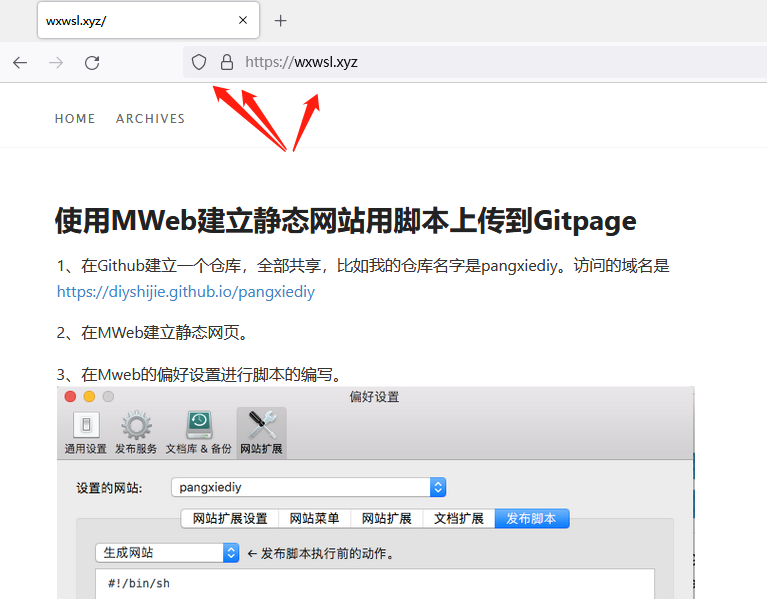 wxwsl.xyz/
https://wxwsl.xyz
HOME ARCHIVES
使用MWeb建立静态网站用脚本上传到Gitpage
1、在Github建立一个仓库，全部共享，比如我的仓库名字是pangxiediy。访问的域名是
https://diyshijie.github.io/pangxiediy
2、在MWeb建立静态网页。
3、在Mweb的偏好设置进行脚本的编写。
偏好设置
通用设置 发布服务 文档库 & 备份 网站扩展
设置的网站: pangxiediy
网站扩展设置 网站菜单 网站扩展 文档扩展 发布脚本
生成网站 ←发布脚本执行前的动作。
#!/bin/sh